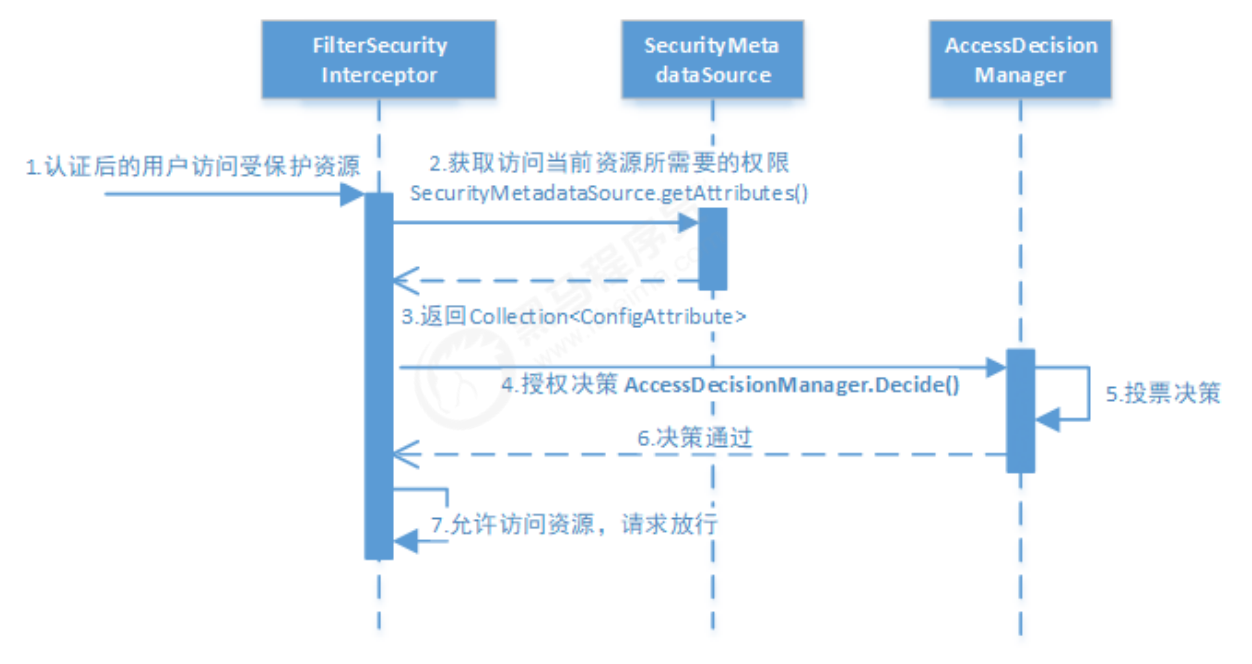 FilterSecurity
Interceptor
SecurityMeta
dataSource
AccessDecision
Manager
1.认证后的用户访问受保护资源
2.获取访问当前资源所需要的权限
SecurityMetadataSource.getAttributes()
3.返回Collection<ConfigAttribute>
4.授权决策 AccessDecisionManager.Decide()
5.投票决策
6.决策通过
7.允许访问资源，请求放行